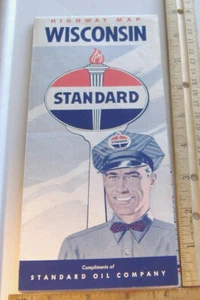 HIGHWAY MAP
WISCONSIN
STANDARD
Compliments of
STANDARD OIL COMPANY